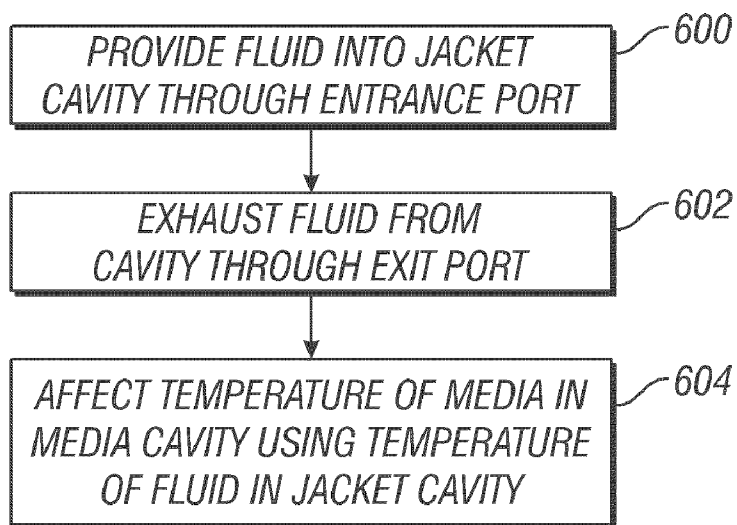 PROVIDE FLUID INTO JACKET
CAVITY THROUGH ENTRANCE PORT
600
EXHAUST FLUID FROM
CAVITY THROUGH EXIT PORT
602
AFFECT TEMPERATURE OF MEDIA IN
MEDIA CAVITY USING TEMPERATURE
OF FLUID IN JACKET CAVITY
604